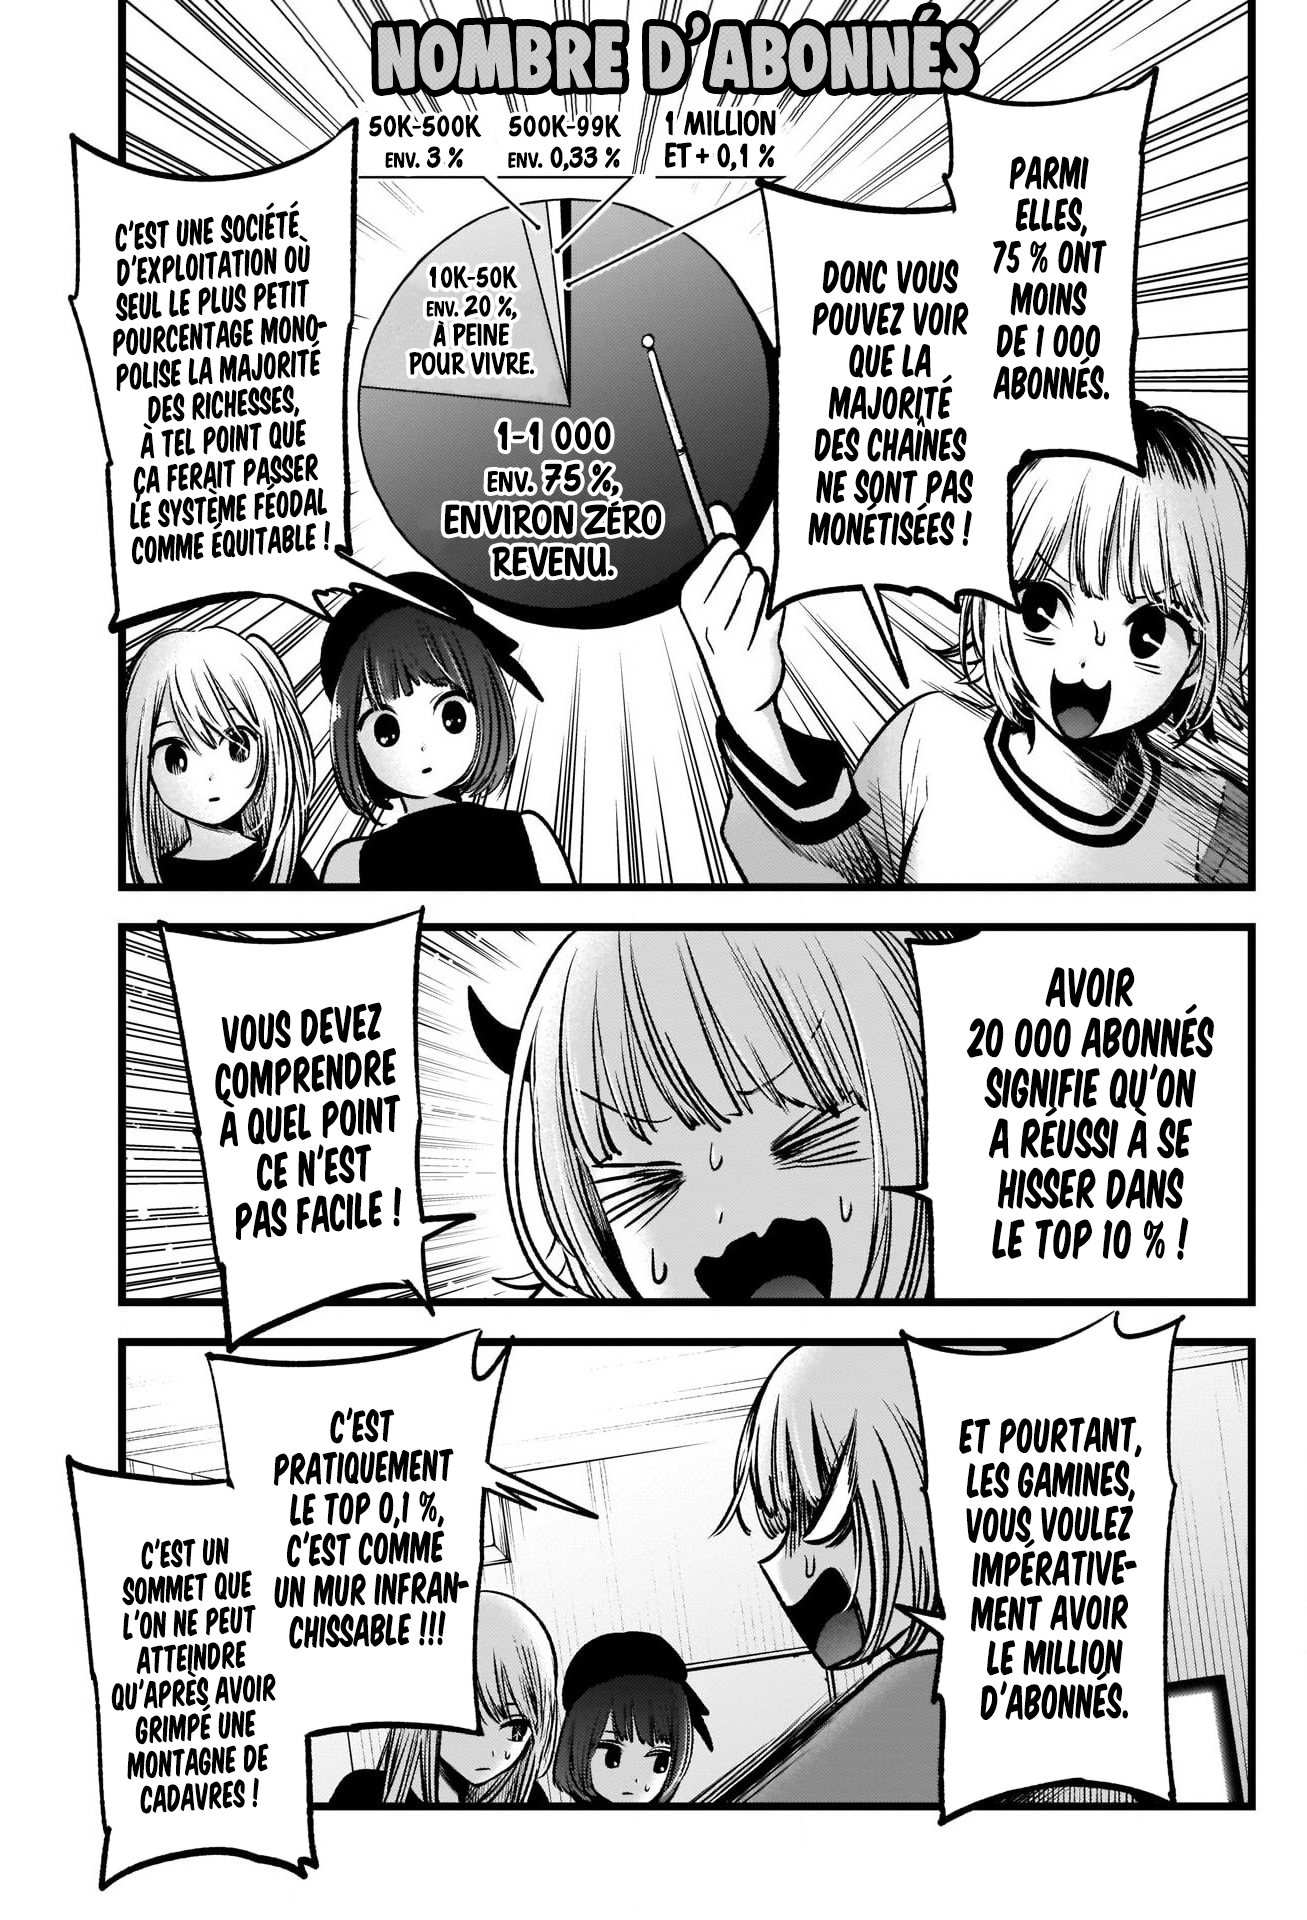 NOMBRE D'ABONNÉS
50K-500K
ENV. 3 %
500K-99K
ENV. 0,33 %
1 MILLION
ET + 0,1 %
10K-50K
ENV. 20 %,
À PEINE
POUR VIVRE.
1-1 000
ENV. 75 %,
ENVIRON ZÉRO
REVENU.
PARMI
ELLES,
75 % ONT
MOINS
DE 1 000
ABONNÉS.
DONC VOUS
POUVEZ VOIR
QUE LA
MAJORITÉ
DES CHAÎNES
NE SONT PAS
MONÉTISÉES !
C'EST UNE SOCIÉTÉ
D'EXPLOITATION OÙ
SEUL LE PLUS PETIT
POURCENTAGE MONO-
POLISE LA MAJORITÉ
DES RICHESSES,
À TEL POINT QUE
ÇA FERAIT PASSER
LE SYSTÈME FÉODAL
COMME ÉQUITABLE !
AVOIR
20 000 ABONNÉS
SIGNIFIE QU'ON
A RÉUSSI À SE
HISSER DANS
LE TOP 10 % !
VOUS DEVEZ
COMPRENDRE
À QUEL POINT
CE N'EST
PAS FACILE !
ET POURTANT,
LES GAMINES,
VOUS VOULEZ
IMPÉRATIVE-
MENT AVOIR
LE MILLION
D'ABONNÉS.
C'EST
PRATIQUEMENT
LE TOP 0,1 %,
C'EST COMME
UN MUR INFRAN-
CHISSABLE !!!
C'EST UN
SOMMET QUE
L'ON NE PEUT
ATTEINDRE
QU'APRÈS AVOIR
GRIMPÉ UNE
MONTAGNE DE
CADAVRES !